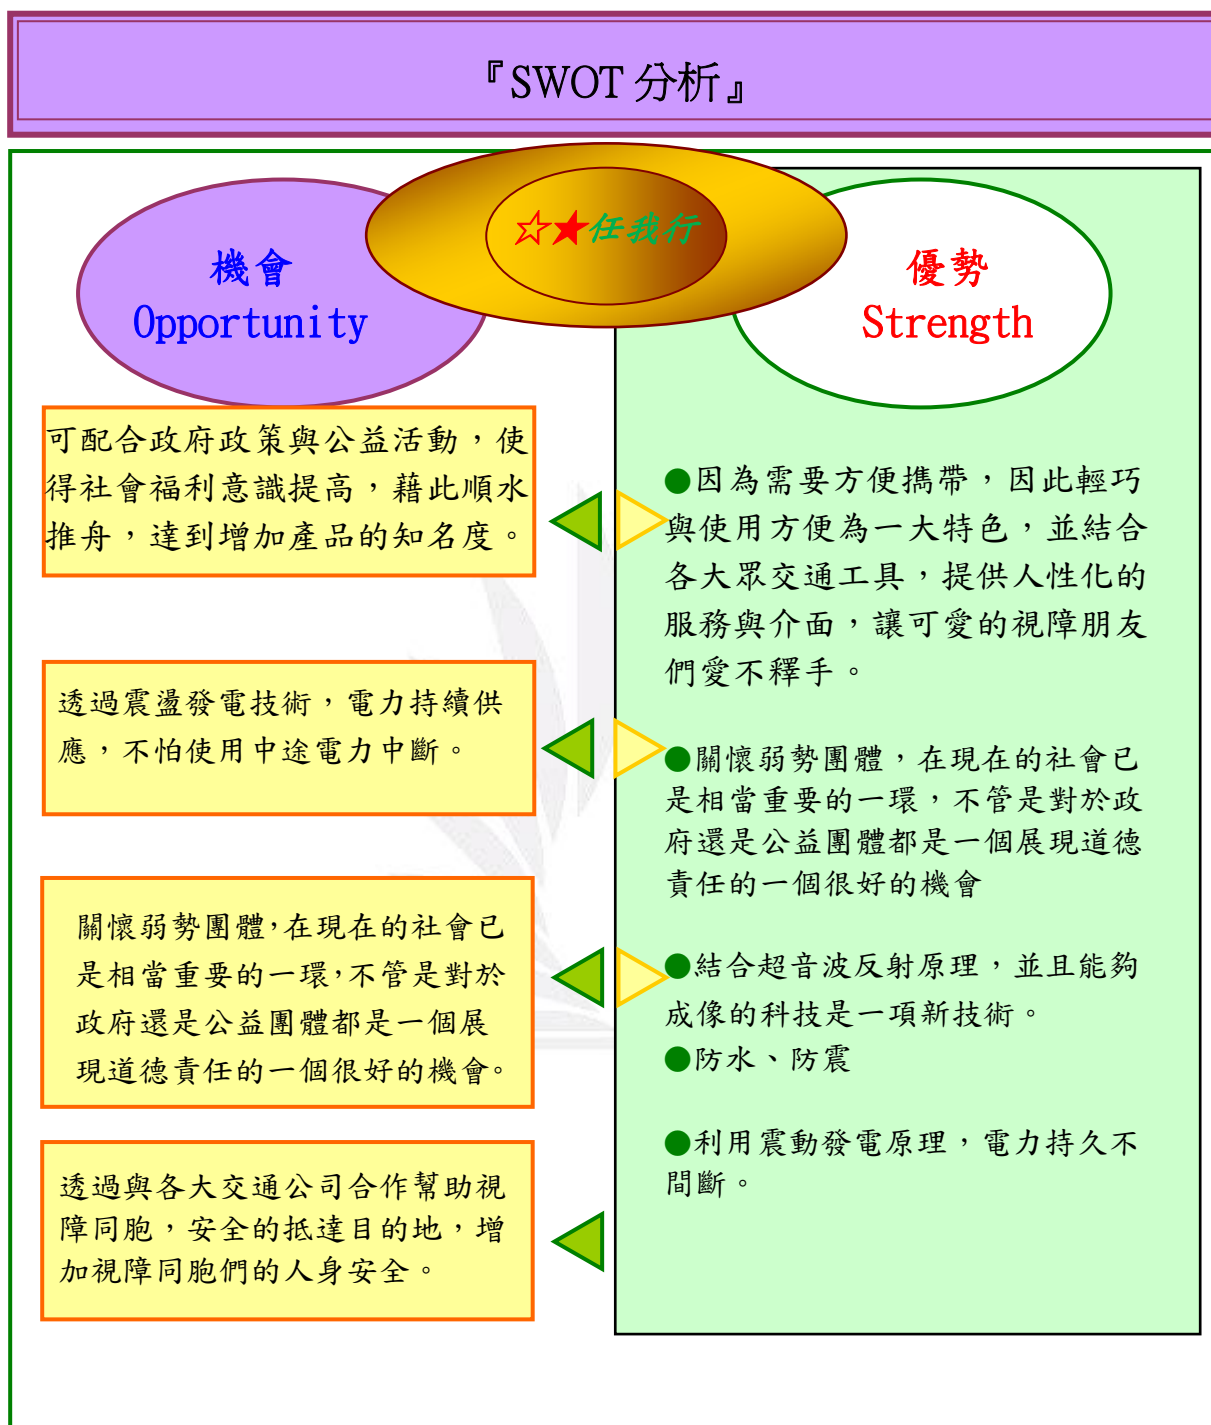 『SWOT 分析』
☆★任我行
機會
Opportunity
可配合政府政策與公益活動，使
得社會福利意識提高，藉此順水
推舟，達到增加產品的知名度。
透過震盪發電技術，電力持續供
應，不怕使用中途電力中斷。
關懷弱勢團體，在現在的社會已
是相當重要的一環，不管是對於
政府還是公益團體都是一個展
現道德責任的一個很好的機會。
透過與各大交通公司合作幫助視
障同胞，安全的抵達目的地，增
加視障同胞們的人身安全。
優勢
Strength
●因為需要方便攜帶，因此輕巧
與使用方便為一大特色，並結合
各大眾交通工具，提供人性化的
服務與介面，讓可愛的視障朋友
們愛不釋手。
●關懷弱勢團體，在現在的社會已
是相當重要的一環，不管是對於政
府還是公益團體都是一個展現道德
責任的一個很好的機會
●結合超音波反射原理，並且能夠
成像的科技是一項新技術。
●防水、防震
●利用震動發電原理，電力持久不
間斷。